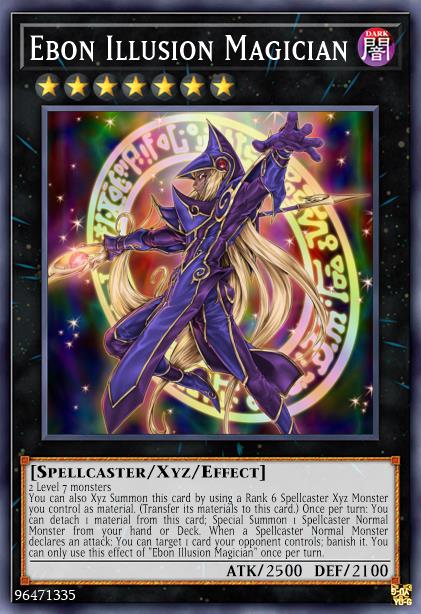 Ebon Illusion Magician
DARK
闇
[Spellcaster/Xyz/Effect]
2 Level 7 monsters
You can also Xyz Summon this card by using a Rank 6 Spellcaster Xyz Monster
you control as material. (Transfer its materials to this card.) Once per turn: You
can detach 1 material from this card; Special Summon 1 Spellcaster Normal
Monster from your hand or Deck. When a Spellcaster Normal Monster
declares an attack: You can target 1 card your opponent controls; banish it. You
can only use this effect of "Ebon Illusion Magician" once per turn.
ATK/2500 DEF/2100
96471335